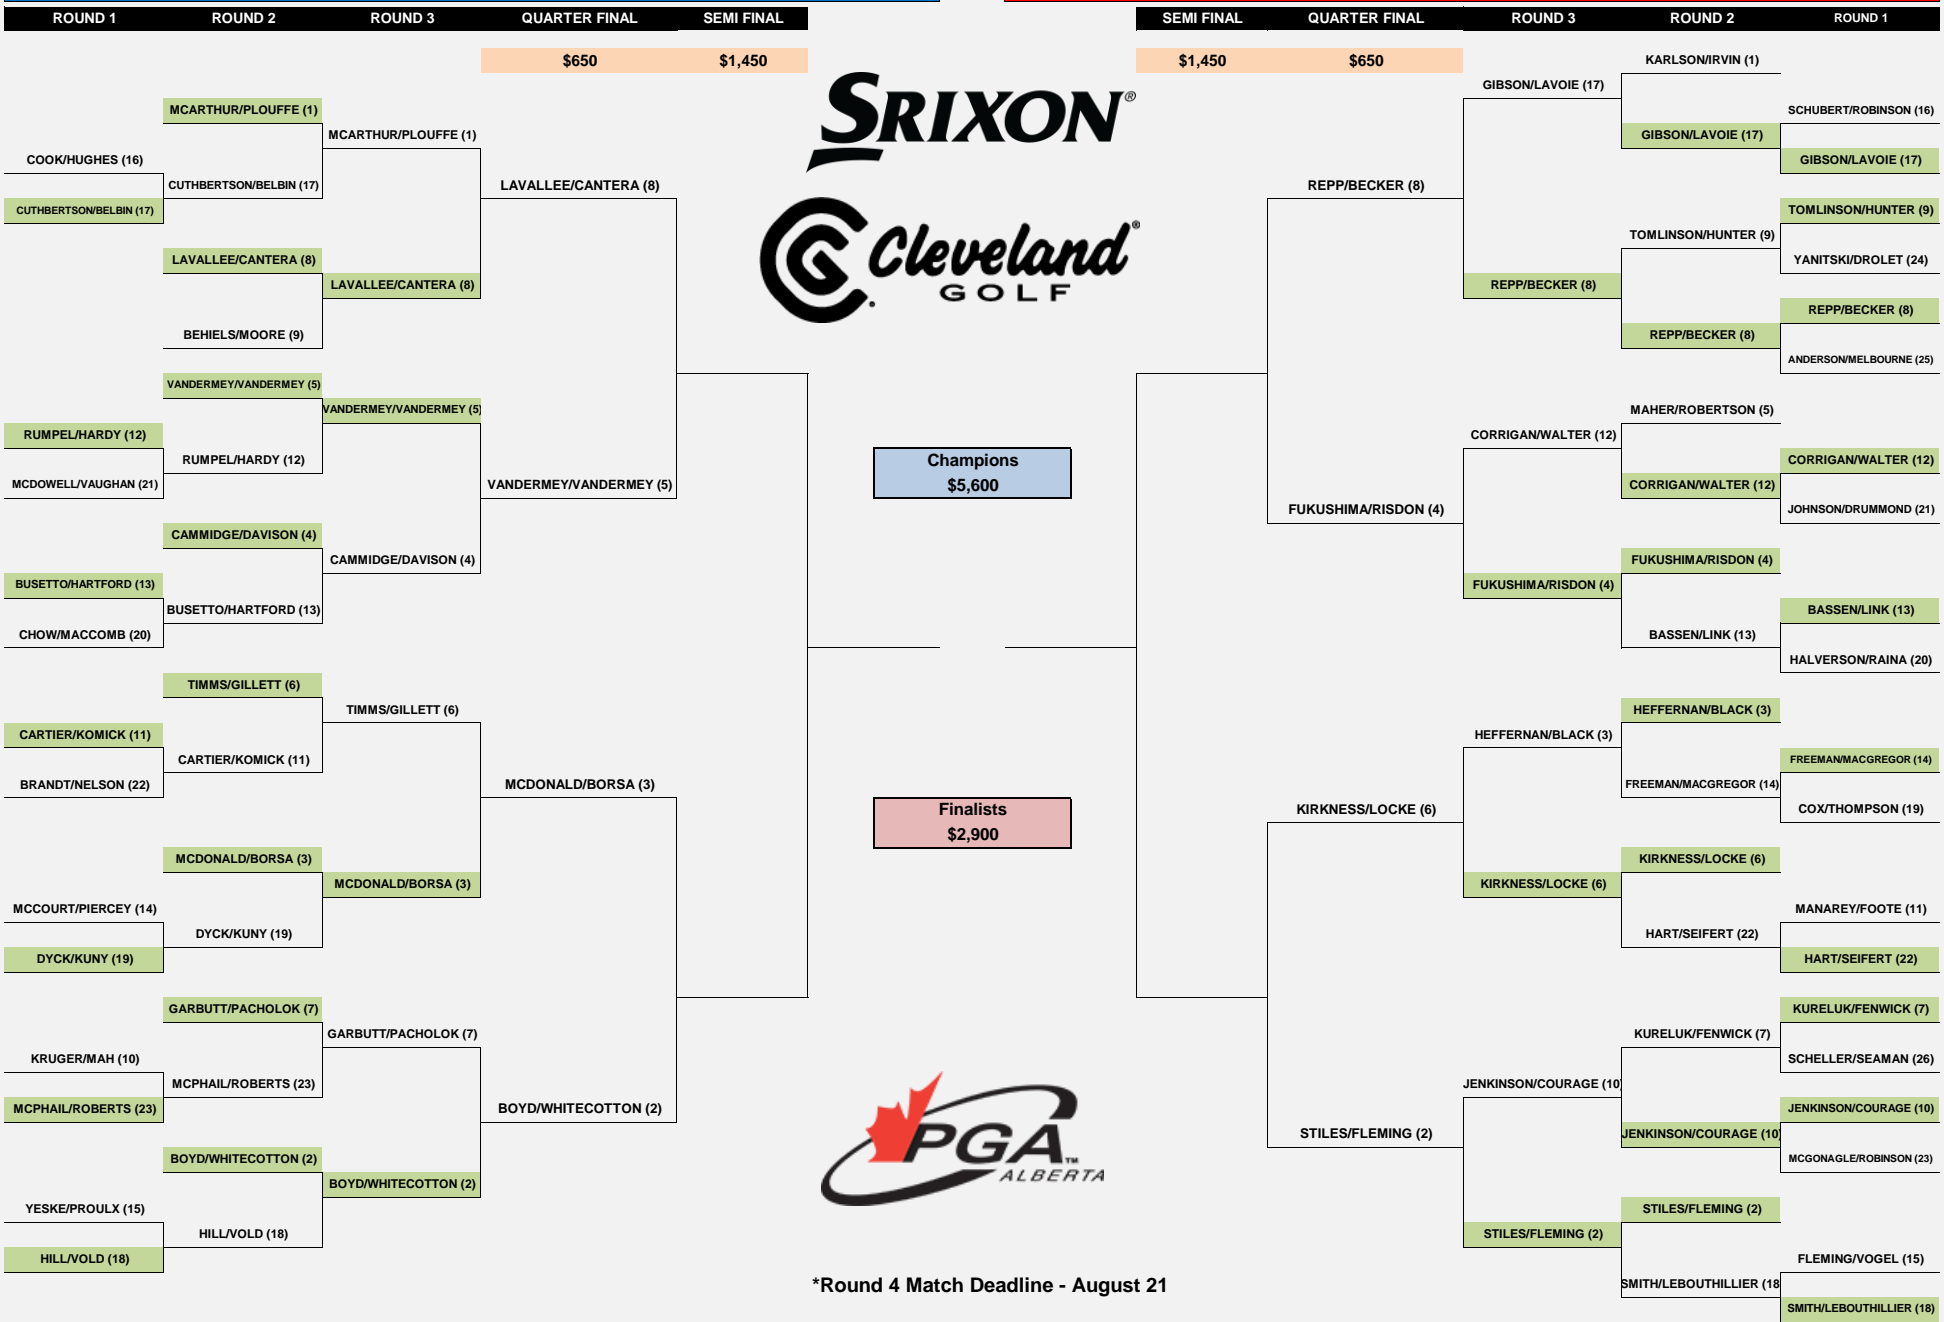 ROUND 1 ROUND 2 ROUND 3 QUARTER FINAL SEMI FINAL SEMI FINAL QUARTER FINAL ROUND 3 ROUND 2 ROUND 1
$650 $1,450 $1,450 $650 KARLSON/IRVIN (1)
GIBSON/LAVOIE (17)
MCARTHUR/PLOUFFE (1) SRIXON® SCHUBERT/ROBINSON (16)
MCARTHUR/PLOUFFE (1) GIBSON/LAVOIE (17)
COOK/HUGHES (16) GIBSON/LAVOIE (17)
CUTHBERTSON/BELBIN (17) LAVALLEE/CANTERA (8) REPP/BECKER (8)
CUTHBERTSON/BELBIN (17) TOMLINSON/HUNTER (9)
TOMLINSON/HUNTER (9)
LAVALLEE/CANTERA (8) Cleveland® YANITSKI/DROLET (24)
LAVALLEE/CANTERA (8) GOLF REPP/BECKER (8)
REPP/BECKER (8)
BEHIELS/MOORE (9) REPP/BECKER (8)
ANDERSON/MELBOURNE (25)
VANDERMEY/VANDERMEY (5)
VANDERMEY/VANDERMEY (5) MAHER/ROBERTSON (5)
RUMPEL/HARDY (12) CORRIGAN/WALTER (12)
RUMPEL/HARDY (12) Champions CORRIGAN/WALTER (12)
MCDOWELL/VAUGHAN (21) VANDERMEY/VANDERMEY (5) $5,600 CORRIGAN/WALTER (12)
FUKUSHIMA/RISDON (4) JOHNSON/DRUMMOND (21)
CAMMIDGE/DAVISON (4)
CAMMIDGE/DAVISON (4) FUKUSHIMA/RISDON (4)
BUSETTO/HARTFORD (13) FUKUSHIMA/RISDON (4)
BUSETTO/HARTFORD (13) BASSEN/LINK (13)
CHOW/MACCOMB (20) BASSEN/LINK (13)
HALVERSON/RAINA (20)
TIMMS/GILLETT (6)
TIMMS/GILLETT (6) HEFFERNAN/BLACK (3)
CARTIER/KOMICK (11) HEFFERNAN/BLACK (3)
CARTIER/KOMICK (11) FREEMAN/MACGREGOR (14)
BRANDT/NELSON (22) MCDONALD/BORSA (3) FREEMAN/MACGREGOR (14)
Finalists KIRKNESS/LOCKE (6) COX/THOMPSON (19)
$2,900
MCDONALD/BORSA (3) KIRKNESS/LOCKE (6)
MCDONALD/BORSA (3) KIRKNESS/LOCKE (6)
MCCOURT/PIERCEY (14) MANAREY/FOOTE (11)
DYCK/KUNY (19) HART/SEIFERT (22)
DYCK/KUNY (19) HART/SEIFERT (22)
GARBUTT/PACHOLOK (7) KURELUK/FENWICK (7)
GARBUTT/PACHOLOK (7) KURELUK/FENWICK (7)
KRUGER/MAH (10) SCHELLER/SEAMAN (26)
MCPHAIL/ROBERTS (23) JENKINSON/COURAGE (10)
MCPHAIL/ROBERTS (23) BOYD/WHITECOTTON (2) JENKINSON/COURAGE (10)
PGA™ STILES/FLEMING (2) JENKINSON/COURAGE (10)
BOYD/WHITECOTTON (2) MCGONAGLE/ROBINSON (23)
BOYD/WHITECOTTON (2) ALBERTA
YESKE/PROULX (15) STILES/FLEMING (2)
HILL/VOLD (18) STILES/FLEMING (2)
HILL/VOLD (18) FLEMING/VOGEL (15)
*Round 4 Match Deadline - August 21 SMITH/LEBOUTHILLIER (18
SMITH/LEBOUTHILLIER (18)